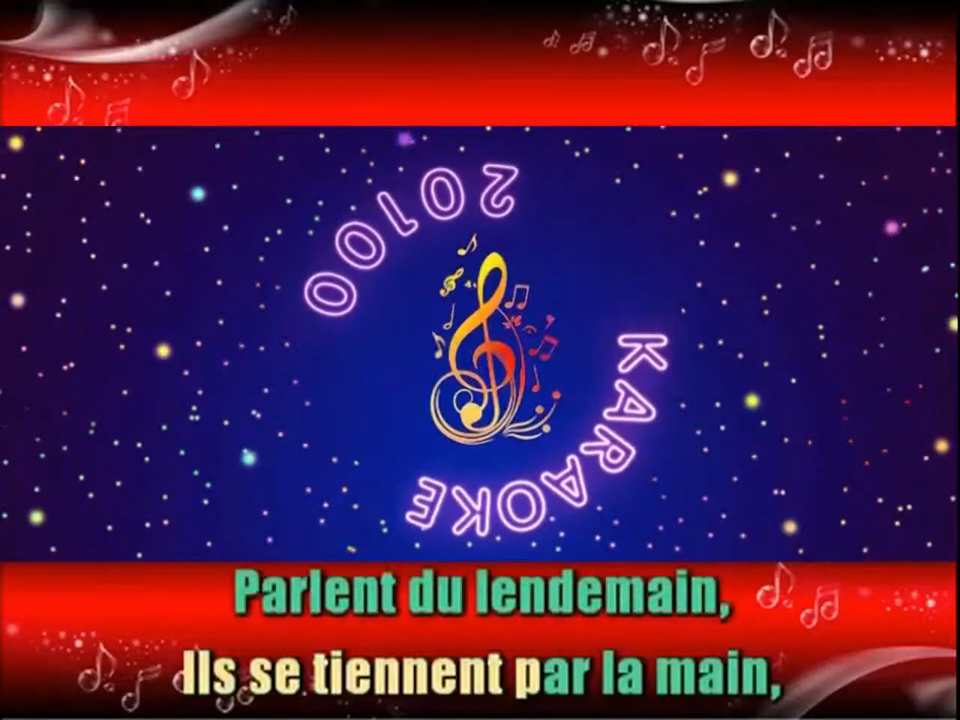 KARAOKE 20100
Parlent du lendemain,
Ils se tiennent par la main,